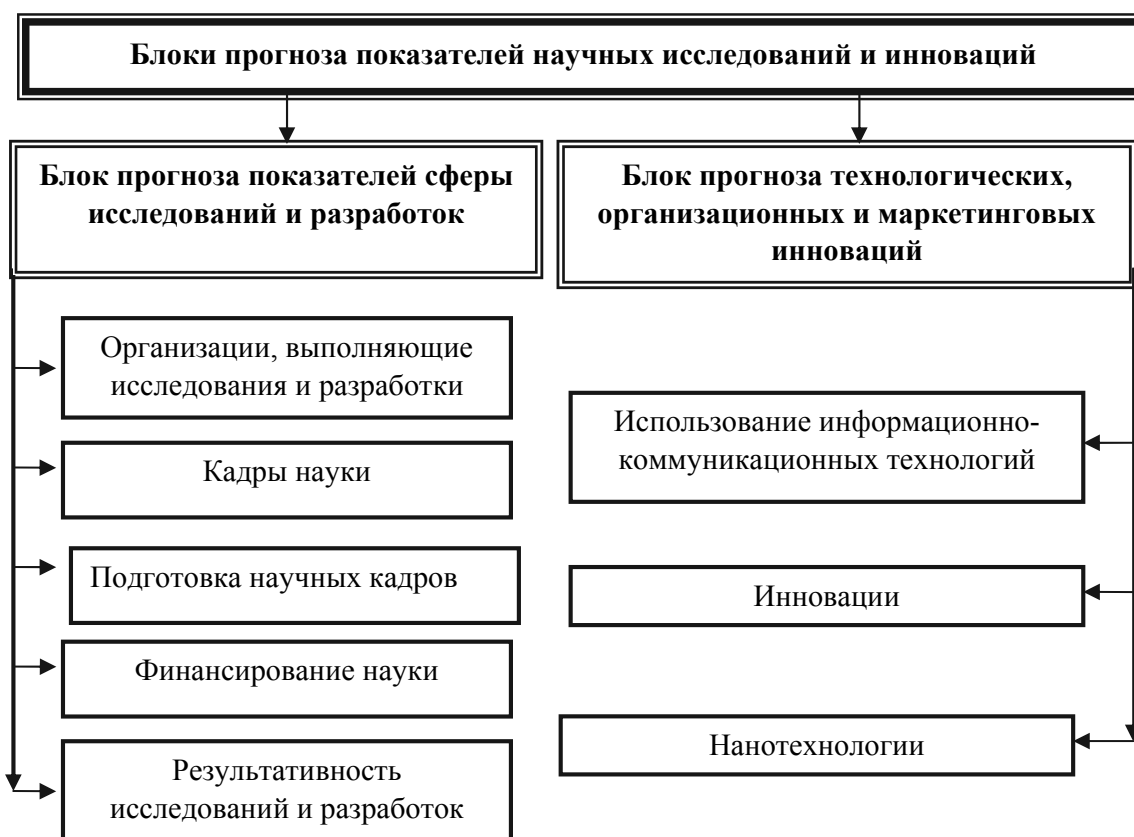 Блоки прогноза показателей научных исследований и инноваций
Блок прогноза показателей сферы
исследований и разработок
Блок прогноза технологических,
организационных и маркетинговых
инноваций
Организации, выполняющие
исследования и разработки
Кадры науки
Подготовка научных кадров
Финансирование науки
Результативность
исследований и разработок
Использование информационно-
коммуникационных технологий
Инновации
Нанотехнологии